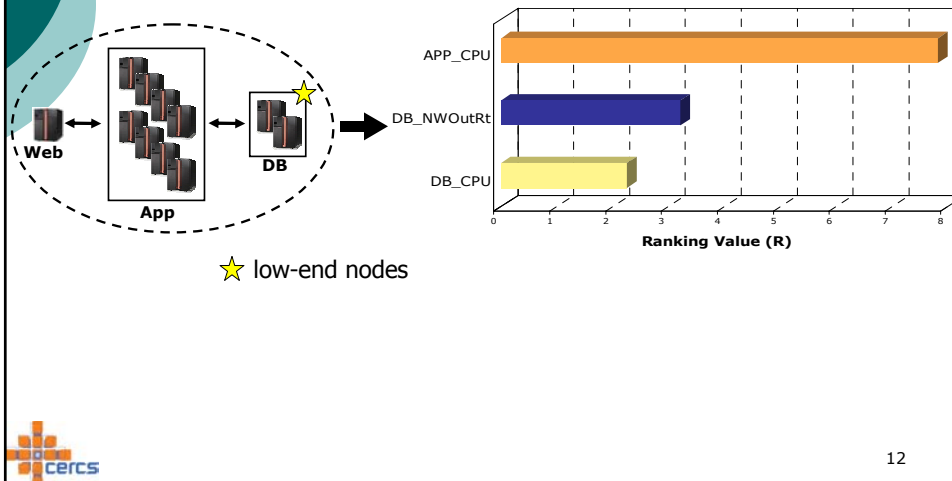 Web
App
DB
low-end nodes
APP_CPU
DB_NWOutRt
DB_CPU
0 1 2 3 4 5 6 7 8
Ranking Value (R)
cercs
12